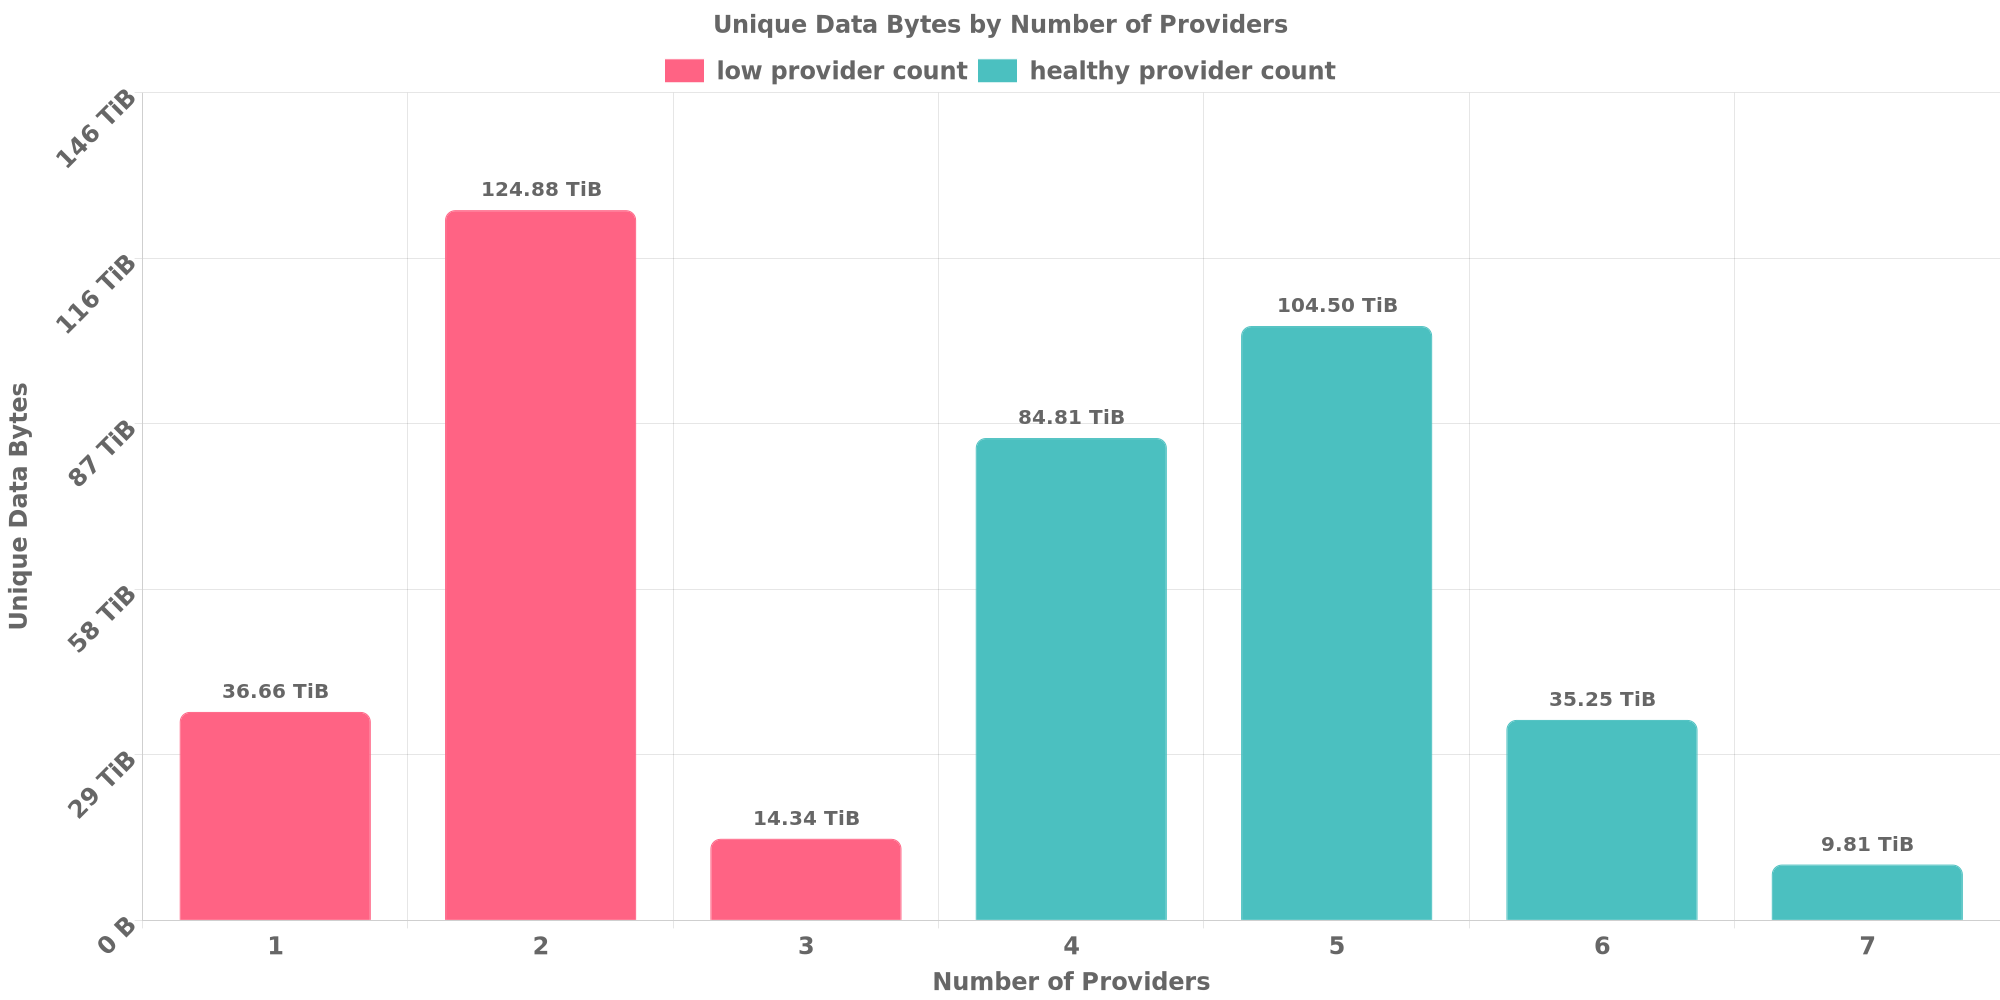 Unique Data Bytes by Number of Providers
low provider count healthy provider count
146 TiB
116 TiB
87 TiB
58 TiB
29 TiB
0 B
Unique Data Bytes
36.66 TiB
124.88 TiB
14.34 TiB
84.81 TiB
104.50 TiB
35.25 TiB
9.81 TiB
1 2 3 4 5 6 7
Number of Providers